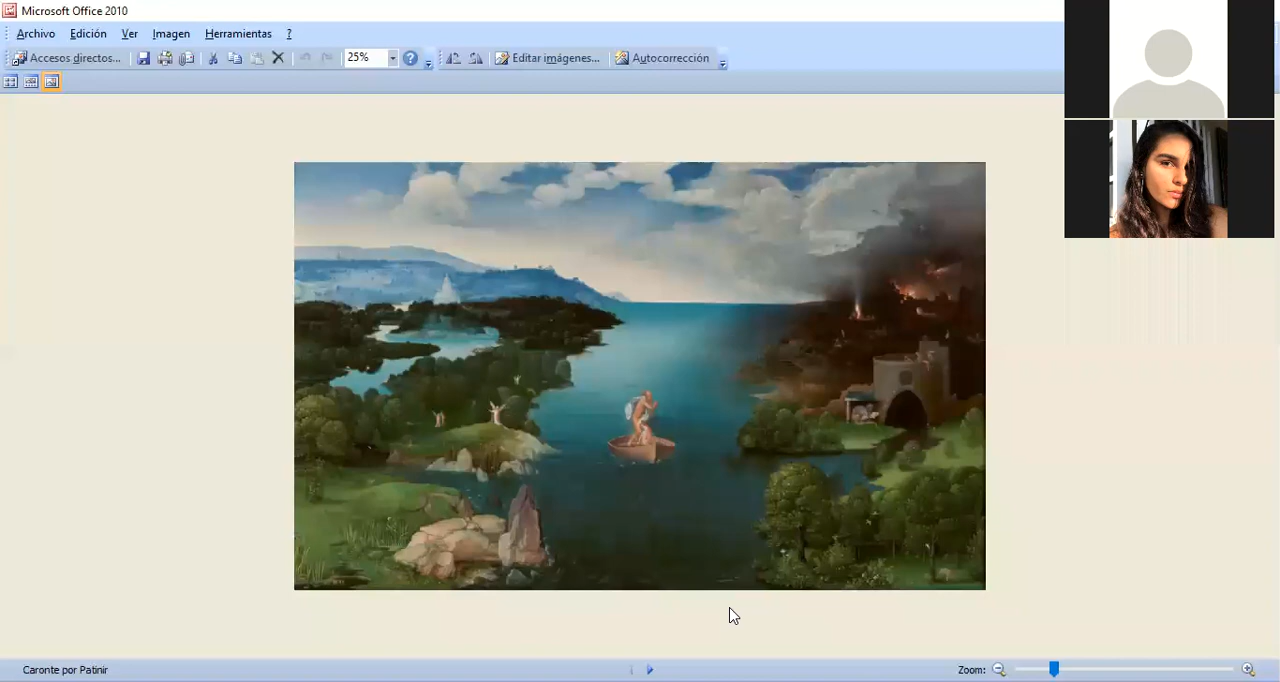 Microsoft Office 2010
Archivo Edición Ver Imagen Herramientas ?
Accesos directos... 25% Editar imágenes... Autocorrección
Caronte por Patinir Zoom: